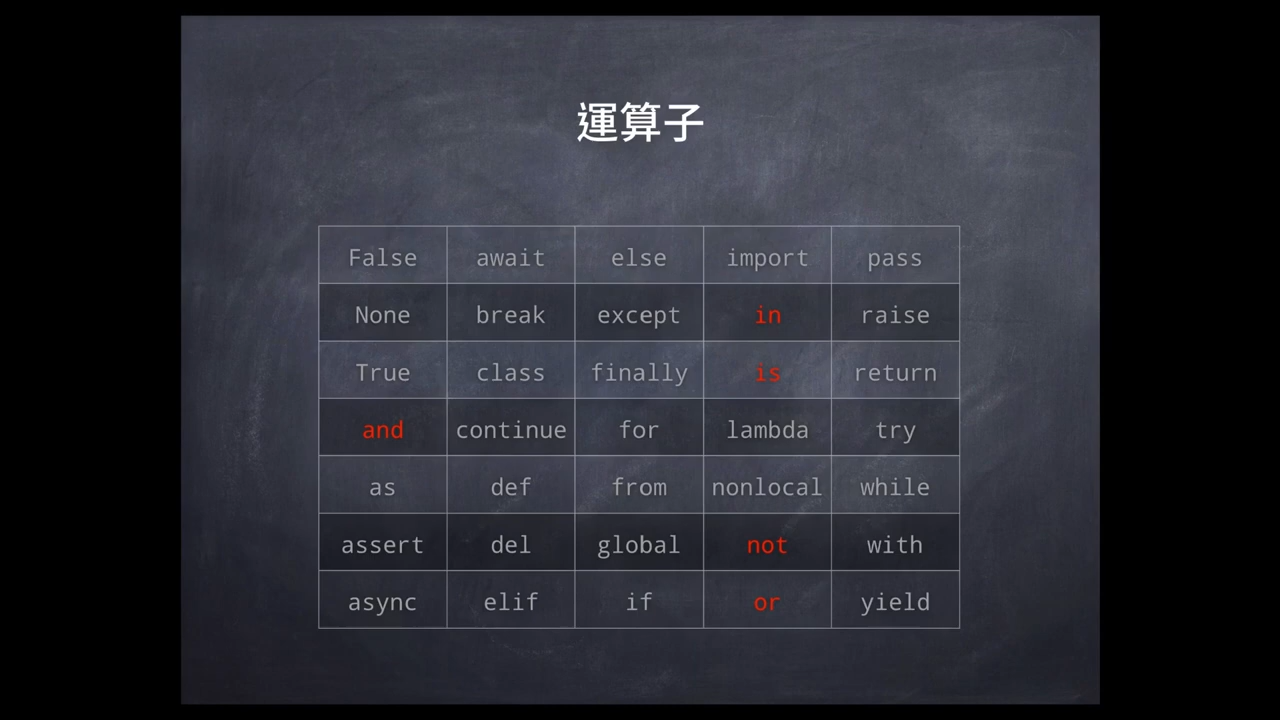 運算子
False await else import pass
None break except in raise
True class finally is return
and continue for lambda try
as def from nonlocal while
assert del global not with
async elif if or yield